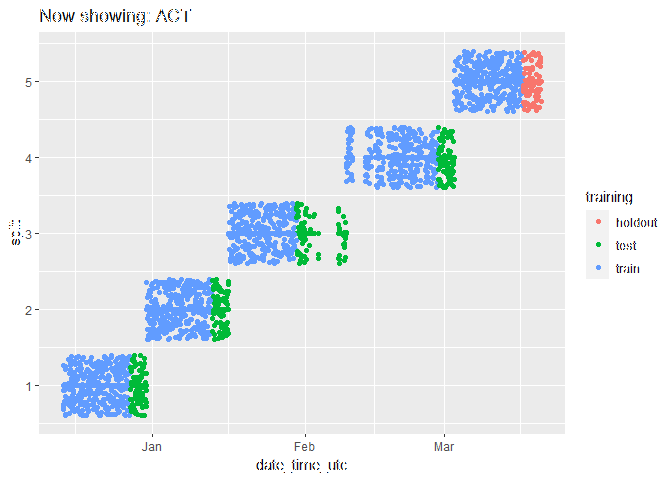 Now showing: ACT
split
5
4
3
2
1
Jan
Feb
Mar
date_time_utc
training
holdout
test
train